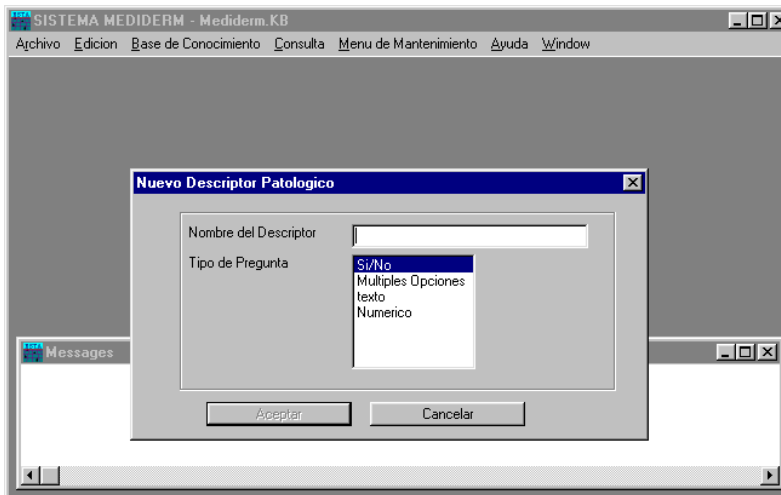 SISTEMA MEDIDERM - Mediderm.KB
Archivo Edicion Base de Conocimiento Consulta Menu de Mantenimiento Ayuda Window
Nuevo Descriptor Patologico
Nombre del Descriptor
Tipo de Pregunta
Si/No
Multiples Opciones
texto
Numerico
Messages
Aceptar
Cancelar